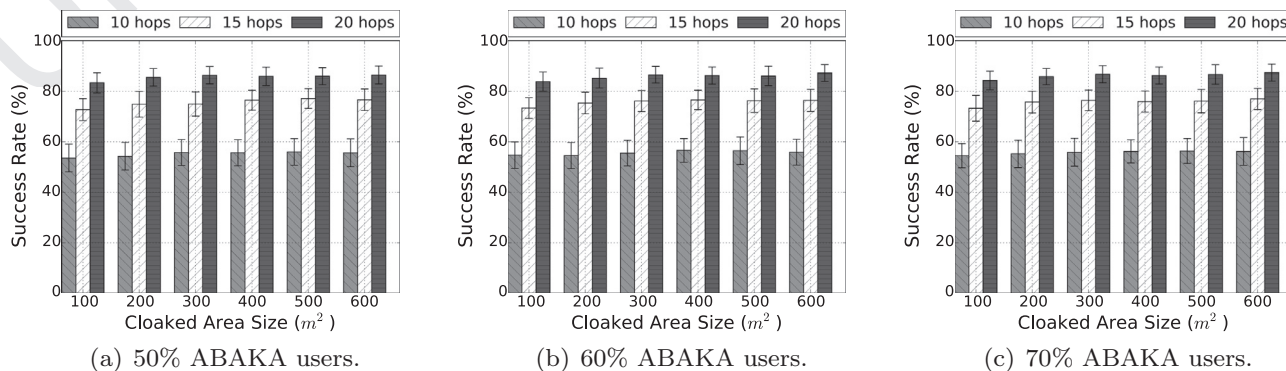 10 hops 15 hops 20 hops
100
80
60
40
20
0
Success Rate (%)
100 200 300 400 500 600
Cloaked Area Size (m²)
(a) 50% ABAKA users.
10 hops 15 hops 20 hops
100
80
60
40
20
0
Success Rate (%)
100 200 300 400 500 600
Cloaked Area Size (m²)
(b) 60% ABAKA users.
10 hops 15 hops 20 hops
100
80
60
40
20
0
Success Rate (%)
100 200 300 400 500 600
Cloaked Area Size (m²)
(c) 70% ABAKA users.